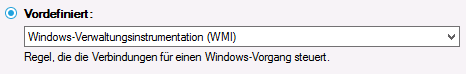 Vordefiniert:
Windows-Verwaltungsinstrumentation (WMI)
Regel, die die Verbindungen für einen Windows-Vorgang steuert.